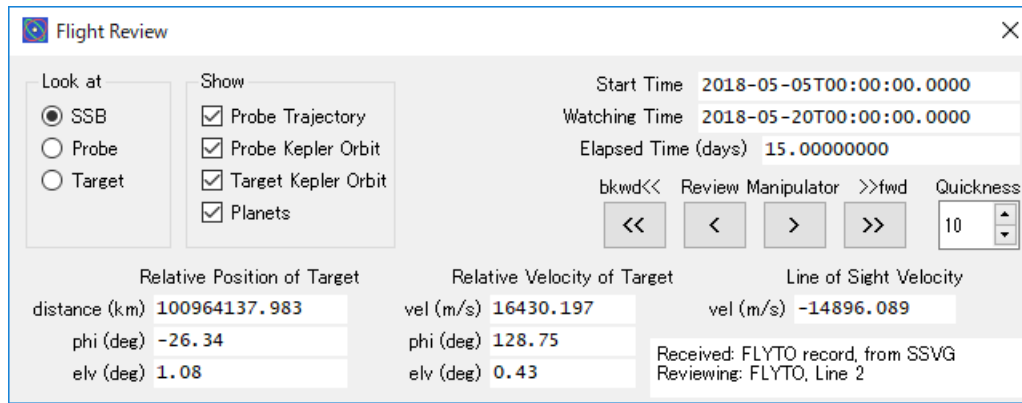 Flight Review
Look at
SSB
Probe
Target
Show
Probe Trajectory
Probe Kepler Orbit
Target Kepler Orbit
Planets
Start Time 2018-05-05T00:00:00.0000
Watching Time 2018-05-20T00:00:00.0000
Elapsed Time (days) 15.00000000
bkwd<< Review Manipulator >>fwd Quickness
<< < > >> 10
Relative Position of Target
distance (km) 100964137.983
phi (deg) -26.34
elv (deg) 1.08
Relative Velocity of Target
vel (m/s) 16430.197
phi (deg) 128.75
elv (deg) 0.43
Line of Sight Velocity
vel (m/s) -14896.089
Received: FLYTO record, from SSVG
Reviewing: FLYTO, Line 2